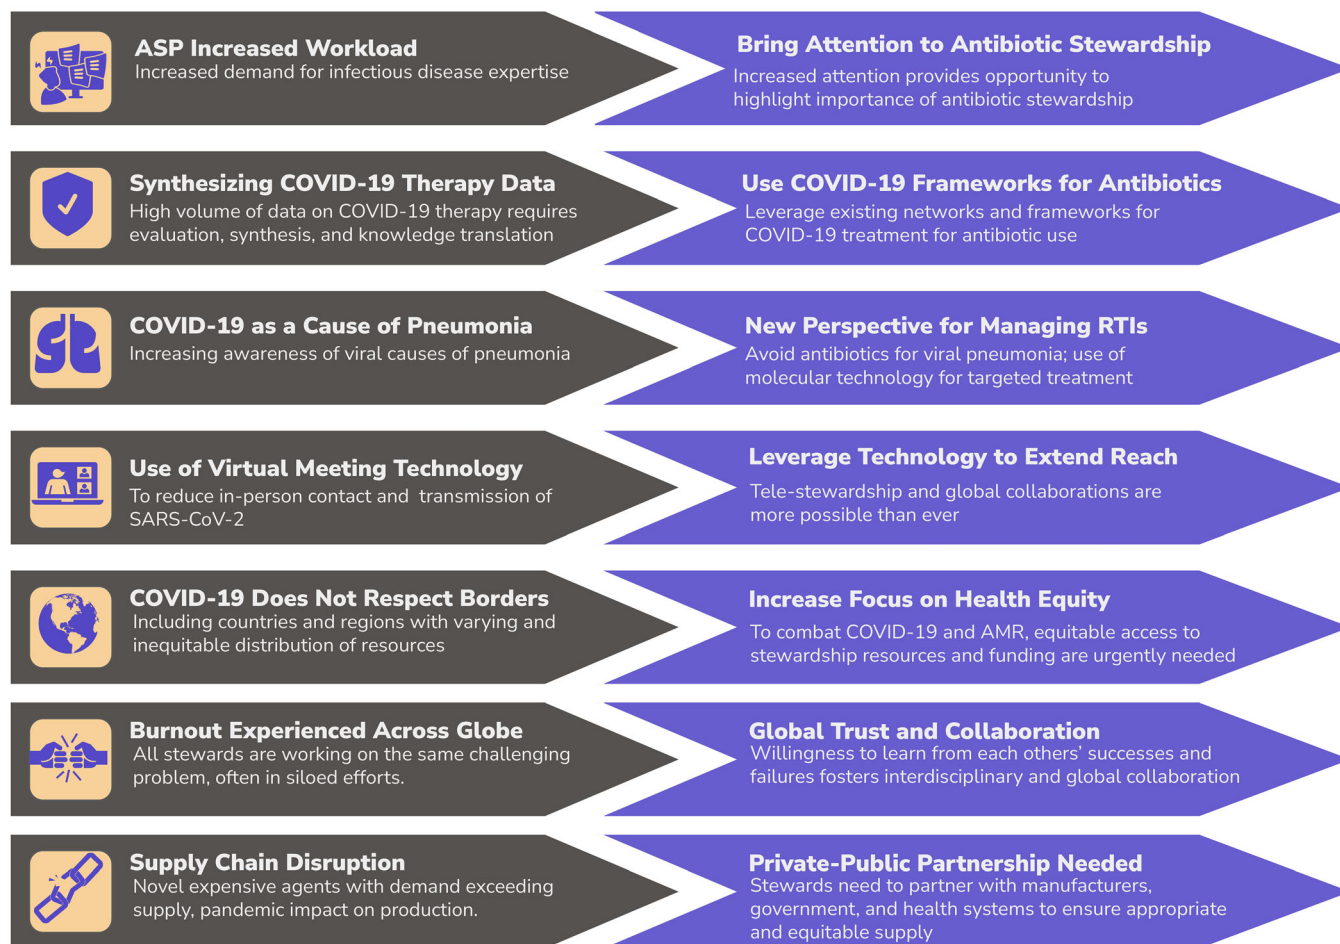 ASP Increased Workload
Increased demand for infectious disease expertise
Bring Attention to Antibiotic Stewardship
Increased attention provides opportunity to
highlight importance of antibiotic stewardship
Synthesizing COVID-19 Therapy Data
High volume of data on COVID-19 therapy requires
evaluation, synthesis, and knowledge translation
Use COVID-19 Frameworks for Antibiotics
Leverage existing networks and frameworks for
COVID-19 treatment for antibiotic use
COVID-19 as a Cause of Pneumonia
Increasing awareness of viral causes of pneumonia
New Perspective for Managing RTIs
Avoid antibiotics for viral pneumonia; use of
molecular technology for targeted treatment
Use of Virtual Meeting Technology
To reduce in-person contact and transmission of
SARS-CoV-2
Leverage Technology to Extend Reach
Tele-stewardship and global collaborations are
more possible than ever
COVID-19 Does Not Respect Borders
Including countries and regions with varying and
inequitable distribution of resources
Increase Focus on Health Equity
To combat COVID-19 and AMR, equitable access to
stewardship resources and funding are urgently needed
Burnout Experienced Across Globe
All stewards are working on the same challenging
problem, often in siloed efforts.
Global Trust and Collaboration
Willingness to learn from each others’ successes and
failures fosters interdisciplinary and global collaboration
Supply Chain Disruption
Novel expensive agents with demand exceeding
supply, pandemic impact on production.
Private-Public Partnership Needed
Stewards need to partner with manufacturers,
government, and health systems to ensure appropriate
and equitable supply